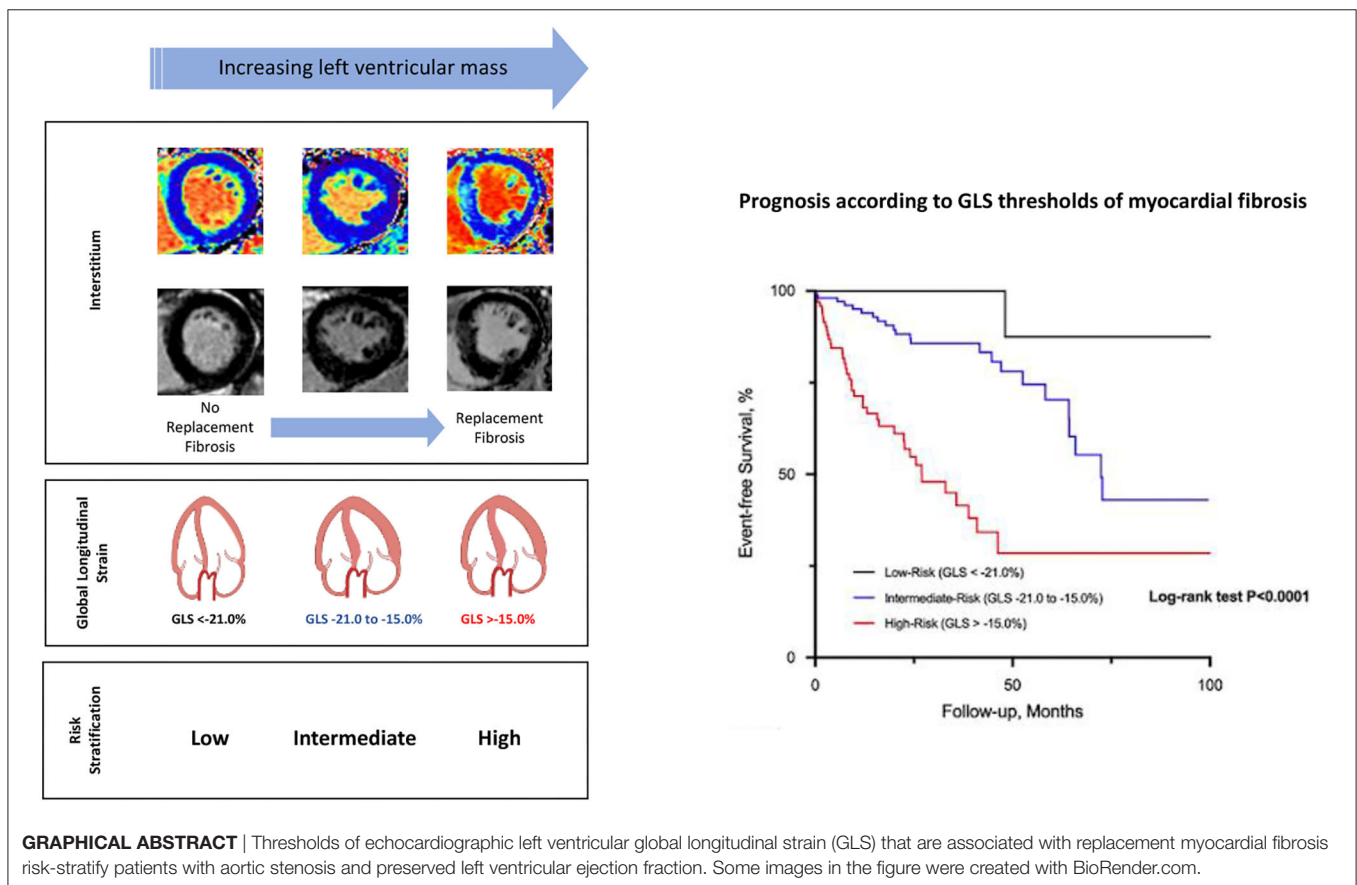 Increasing left ventricular mass
Interstitium
No
Replacement
Fibrosis
Replacement
Fibrosis
Global Longitudinal
Strain
GLS <-21.0%
GLS -21.0 to -15.0%
GLS >-15.0%
Risk
Stratification
Low
Intermediate
High
Prognosis according to GLS thresholds of myocardial fibrosis
Event-free Survival, %
100
50
0
Low-Risk (GLS < -21.0%)
Intermediate-Risk (GLS -21.0 to -15.0%)
High-Risk (GLS > -15.0%)
Log-rank test P<0.0001
0
50
100
Follow-up, Months
GRAPHICAL ABSTRACT | Thresholds of echocardiographic left ventricular global longitudinal strain (GLS) that are associated with replacement myocardial fibrosis
risk-stratify patients with aortic stenosis and preserved left ventricular ejection fraction. Some images in the figure were created with BioRender.com.